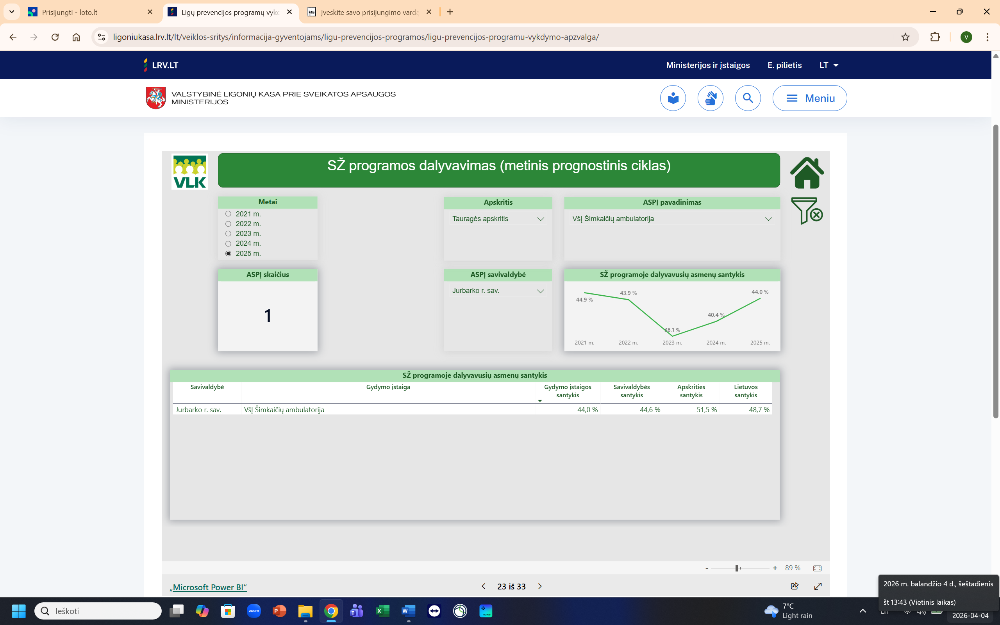 Prisijungti - loto.lt
Ligų prevencijos programų vyk
Įveskite savo prisijungimo varda
ligoniukasa.lrv.lt/lt/veiklos-sritys/informacija-gyventojams/ligu-prevencijos-programos/ligu-prevencijos-programu-vykdymo-apzvalga/
V
LRV.LT
Ministerijos ir įstaigos
E. pilietis
LT
VALSTYBINĖ LIGONIŲ KASA PRIE SVEIKATOS APSAUGOS
MINISTERIJOS
Meniu
VLK
SŽ programos dalyvavimas (metinis prognostinis ciklas)
Metai
2021 m.
2022 m.
2023 m.
2024 m.
2025 m.
Apskritis
Tauragės apskritis
ASPĮ pavadinimas
VšĮ Šimkaičių ambulatorija
ASPĮ skaičius
1
ASPĮ savivaldybė
Jurbarko r. sav.
SŽ programoje dalyvavusių asmenų santykis
44,9 %
43,9 %
38,1 %
40,4 %
44,0 %
2021 m. 2022 m. 2023 m. 2024 m. 2025 m.
SŽ programoje dalyvavusių asmenų santykis
Savivaldybė Gydymo įstaiga Gydymo įstaigos santykis Savivaldybės santykis Apskrities santykis Lietuvos santykis
Jurbarko r. sav. VšĮ Šimkaičių ambulatorija 44,0 % 44,6 % 51,5 % 48,7 %
- + 89 %
„Microsoft Power BI“
23 iš 33
2026 m. balandžio 4 d., šeštadienis
št 13:43 (Vietinis laikas)
Ieškoti
zoom
7°C
Light rain
2026-04-04